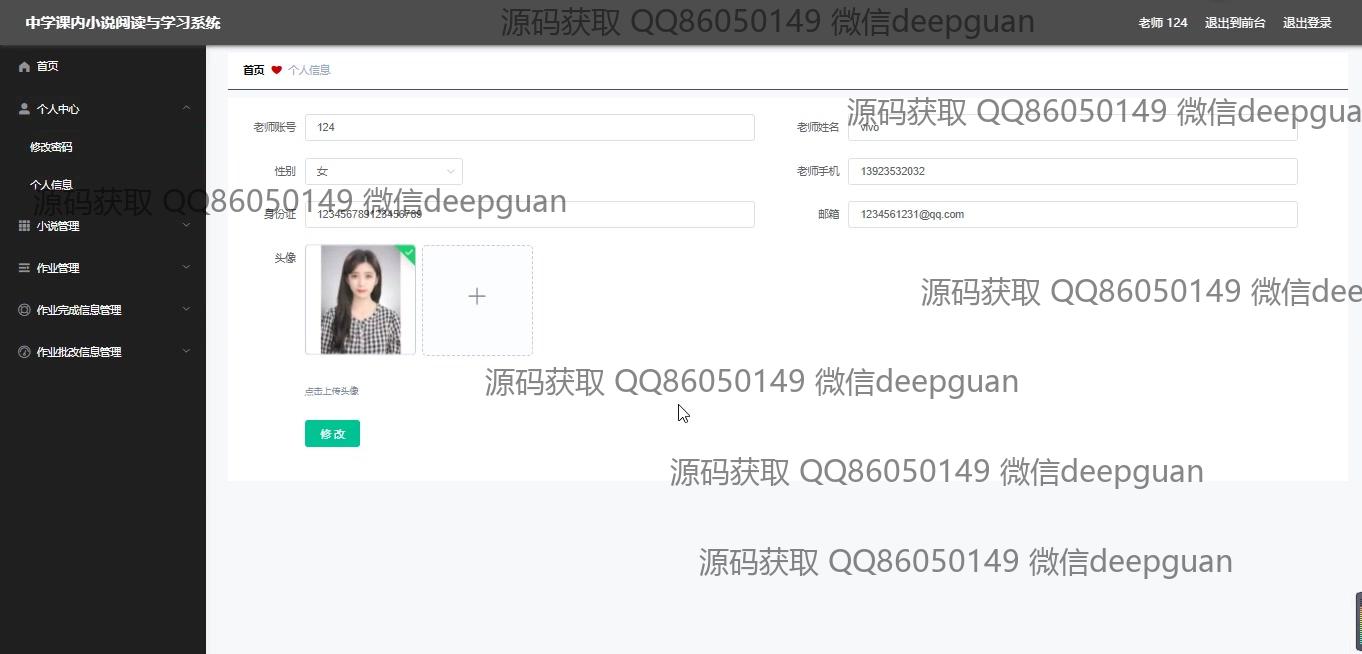 中学课内小说阅读与学习系统
源码获取 QQ86050149 微信deepguan
老师 124
退出到前台
退出登录
首页
个人中心
修改密码
个人信息
小说管理
作业管理
作业完成信息管理
作业批改信息管理
首页 个人信息
源码获取 QQ86050149 微信deepgua
老师账号 124
老师姓名 vivo
性别 女
老师手机 13923532032
源码获取 QQ86050149 微信deepguan
身份证 123456789123456789
邮箱 1234561231@qq.com
头像
源码获取 QQ86050149 微信dee
源码获取 QQ86050149 微信deepguan
点击上传头像
修改
源码获取 QQ86050149 微信deepguan
源码获取 QQ86050149 微信deepguan